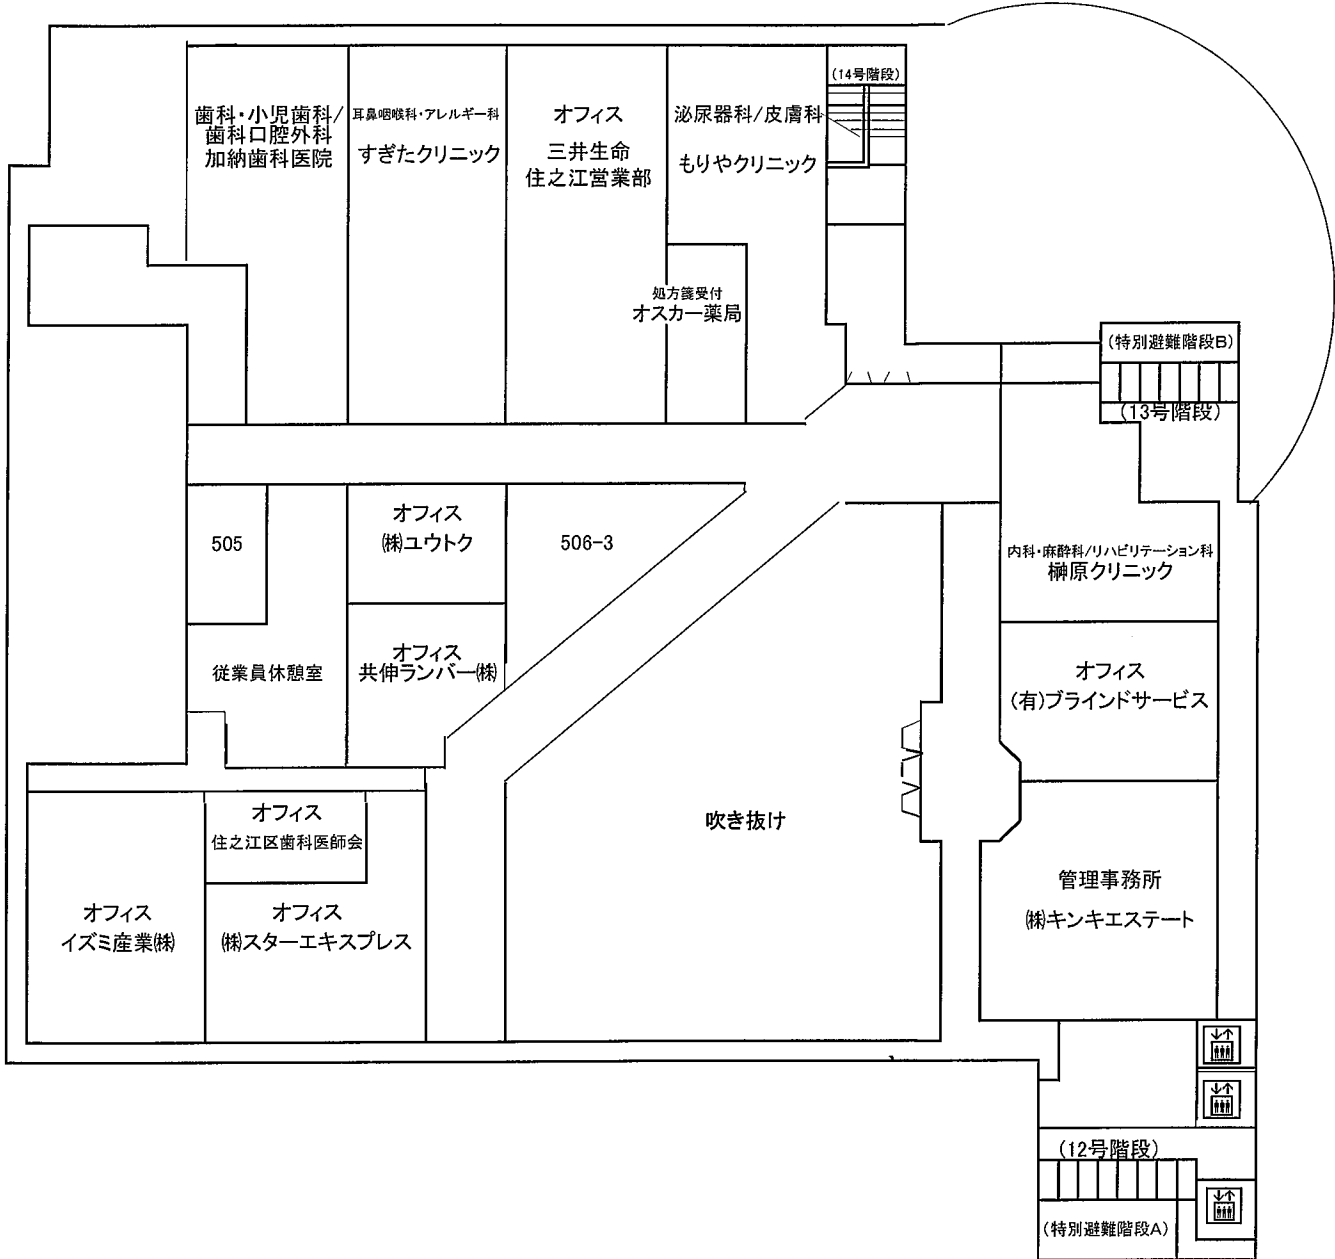 (14号階段)
歯科・小児歯科/
歯科口腔外科
加納歯科医院
耳鼻咽喉科・アレルギー科
すぎたクリニック
オフィス
三井生命
住之江営業部
泌尿器科/皮膚科
もりやクリニック
処方箋受付
オスカー薬局
(特別避難階段B)
(13号階段)
505
オフィス
㈱ユウトク
506-3
内科・麻酔科/リハビリテーション科
榊原クリニック
従業員休憩室
オフィス
共伸ランバー㈱
オフィス
(有)ブラインドサービス
オフィス
住之江区歯科医師会
吹き抜け
管理事務所
㈱キンキエステート
オフィス
イズミ産業㈱
オフィス
㈱スターエキスプレス
(12号階段)
(特別避難階段A)